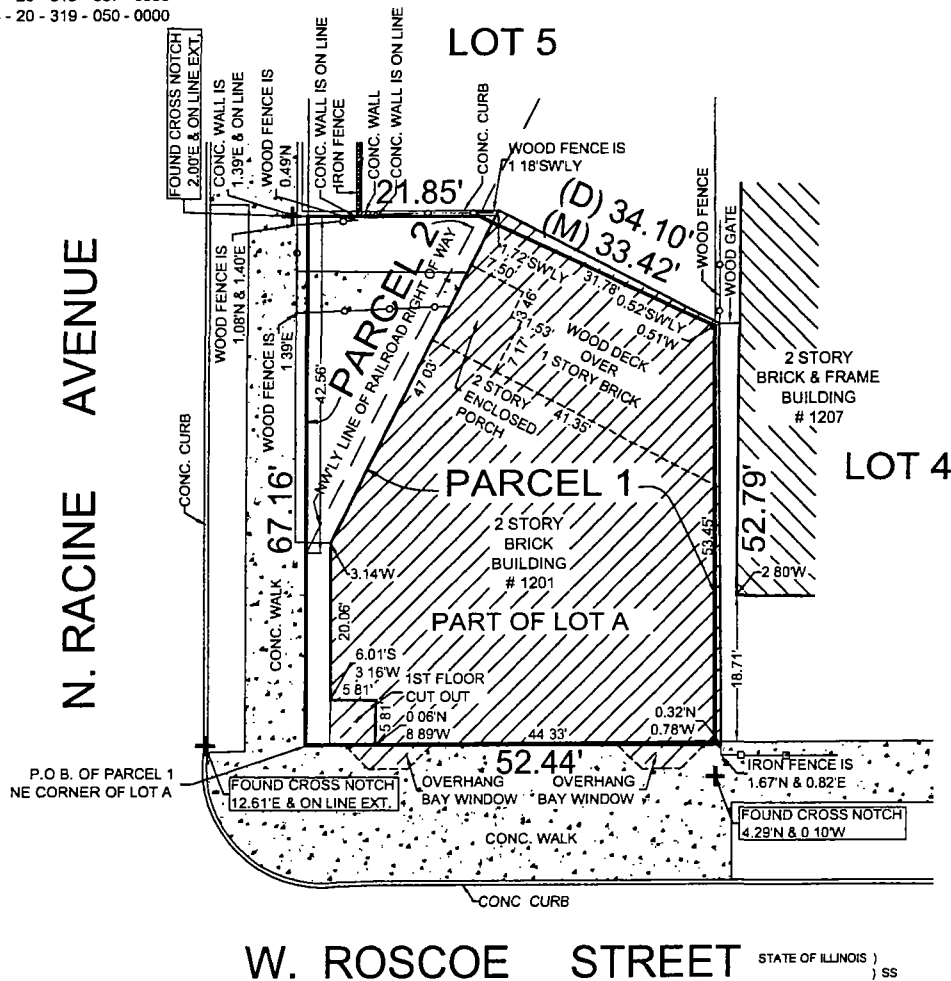 - 20 - 319 - 050 - 0000
LOT 5
FOUND CROSS NOTCH
2.00'E & ON LINE EXT.
CONC. WALL IS
1.39'E & ON LINE
WOOD FENCE IS
0.49'N
CONC. WALL IS ON LINE
IRON FENCE
CONC. WALL
CONC. WALL IS ON LINE
CONC. CURB
WOOD FENCE IS
1 18'SW'LY
21.85'
(D) 34.10'
(M) 33.42'
WOOD FENCE
WOOD GATE
WOOD FENCE IS
1.08'N & 1.40'E
WOOD FENCE IS
1.39'E
PARCEL 2
NW'LY LINE OF RAILROAD RIGHT OF WAY
42.56'
47 03'
1.72'SW'LY
7.50'
3.46'
21.53'
7 17'
31.78'
0.52'SW'LY
0.51'W
WOOD DECK
OVER
1 STORY BRICK
2 STORY
ENCLOSED
PORCH
41.35'
2 STORY
BRICK & FRAME
BUILDING
# 1207
LOT 4
N. RACINE AVENUE
CONC. CURB
67.16'
CONC. WALK
PARCEL 1
2 STORY
BRICK
BUILDING
# 1201
53.45'
52.79'
2 80'W
3.14'W
20.06'
PART OF LOT A
6.01'S
3 16'W
5 81'
1ST FLOOR
CUT OUT
5.81'
0 06'N
8 89'W
44 33'
0.32'N
0.78'W
18.71'
52.44'
P.O B. OF PARCEL 1
NE CORNER OF LOT A
FOUND CROSS NOTCH
12.61'E & ON LINE EXT.
OVERHANG
BAY WINDOW
OVERHANG
BAY WINDOW
IRON FENCE IS
1.67'N & 0.82'E
FOUND CROSS NOTCH
4.29'N & 0 10'W
CONC. WALK
CONC CURB
W. ROSCOE STREET
STATE OF ILLINOIS )
) SS